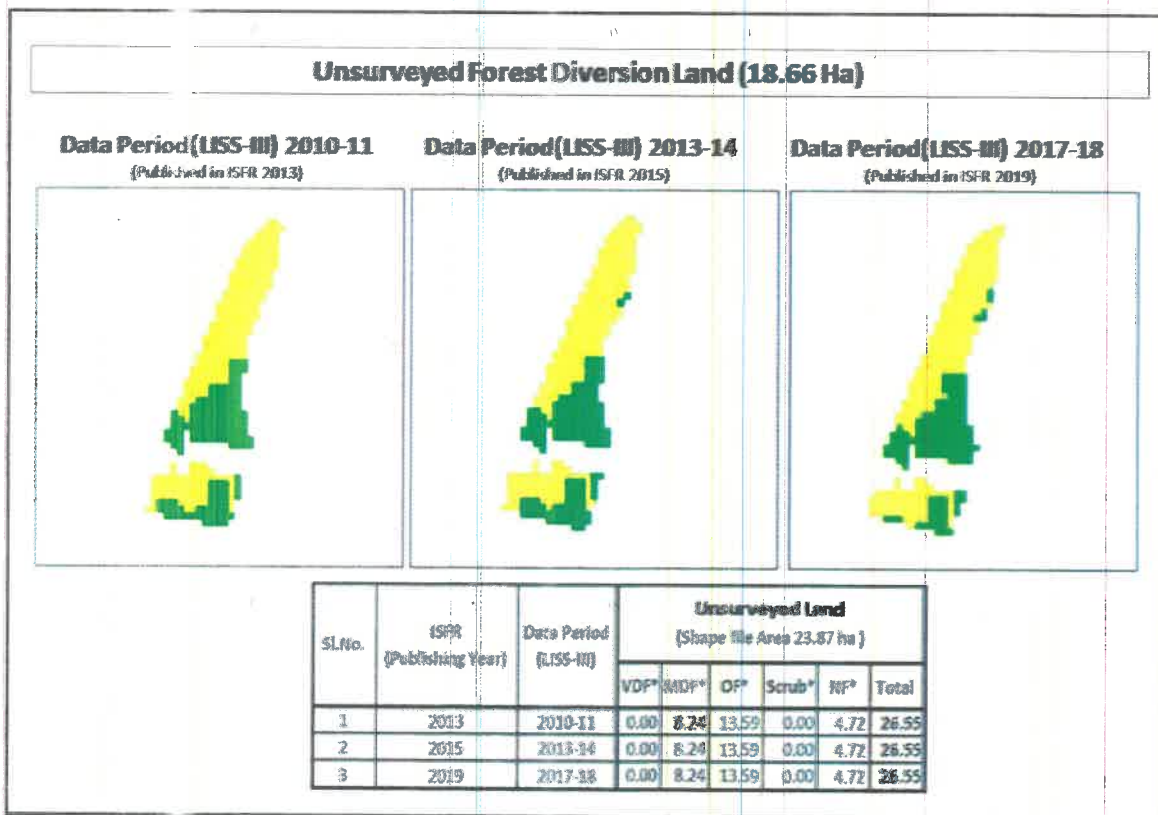 Unsurveyed Forest Diversion Land (18.66 Ha)
Data Period(LISS-III) 2010-11
(Published in ISFR 2013)
Data Period(LISS-III) 2013-14
(Published in ISFR 2015)
Data Period(LISS-III) 2017-18
(Published in ISFR 2019)
Sl.No.
ISFR
(Publishing Year)
Data Period
(LISS-III)
Unsurveyed Land
(Shape file Area 23.87 ha )
VDF* MDF* OF* Scrub* NF* Total
1 2013 2010-11 0.00 8.24 13.59 0.00 4.72 26.55
2 2015 2013-14 0.00 8.24 13.59 0.00 4.72 26.55
3 2019 2017-18 0.00 8.24 13.59 0.00 4.72 26.55